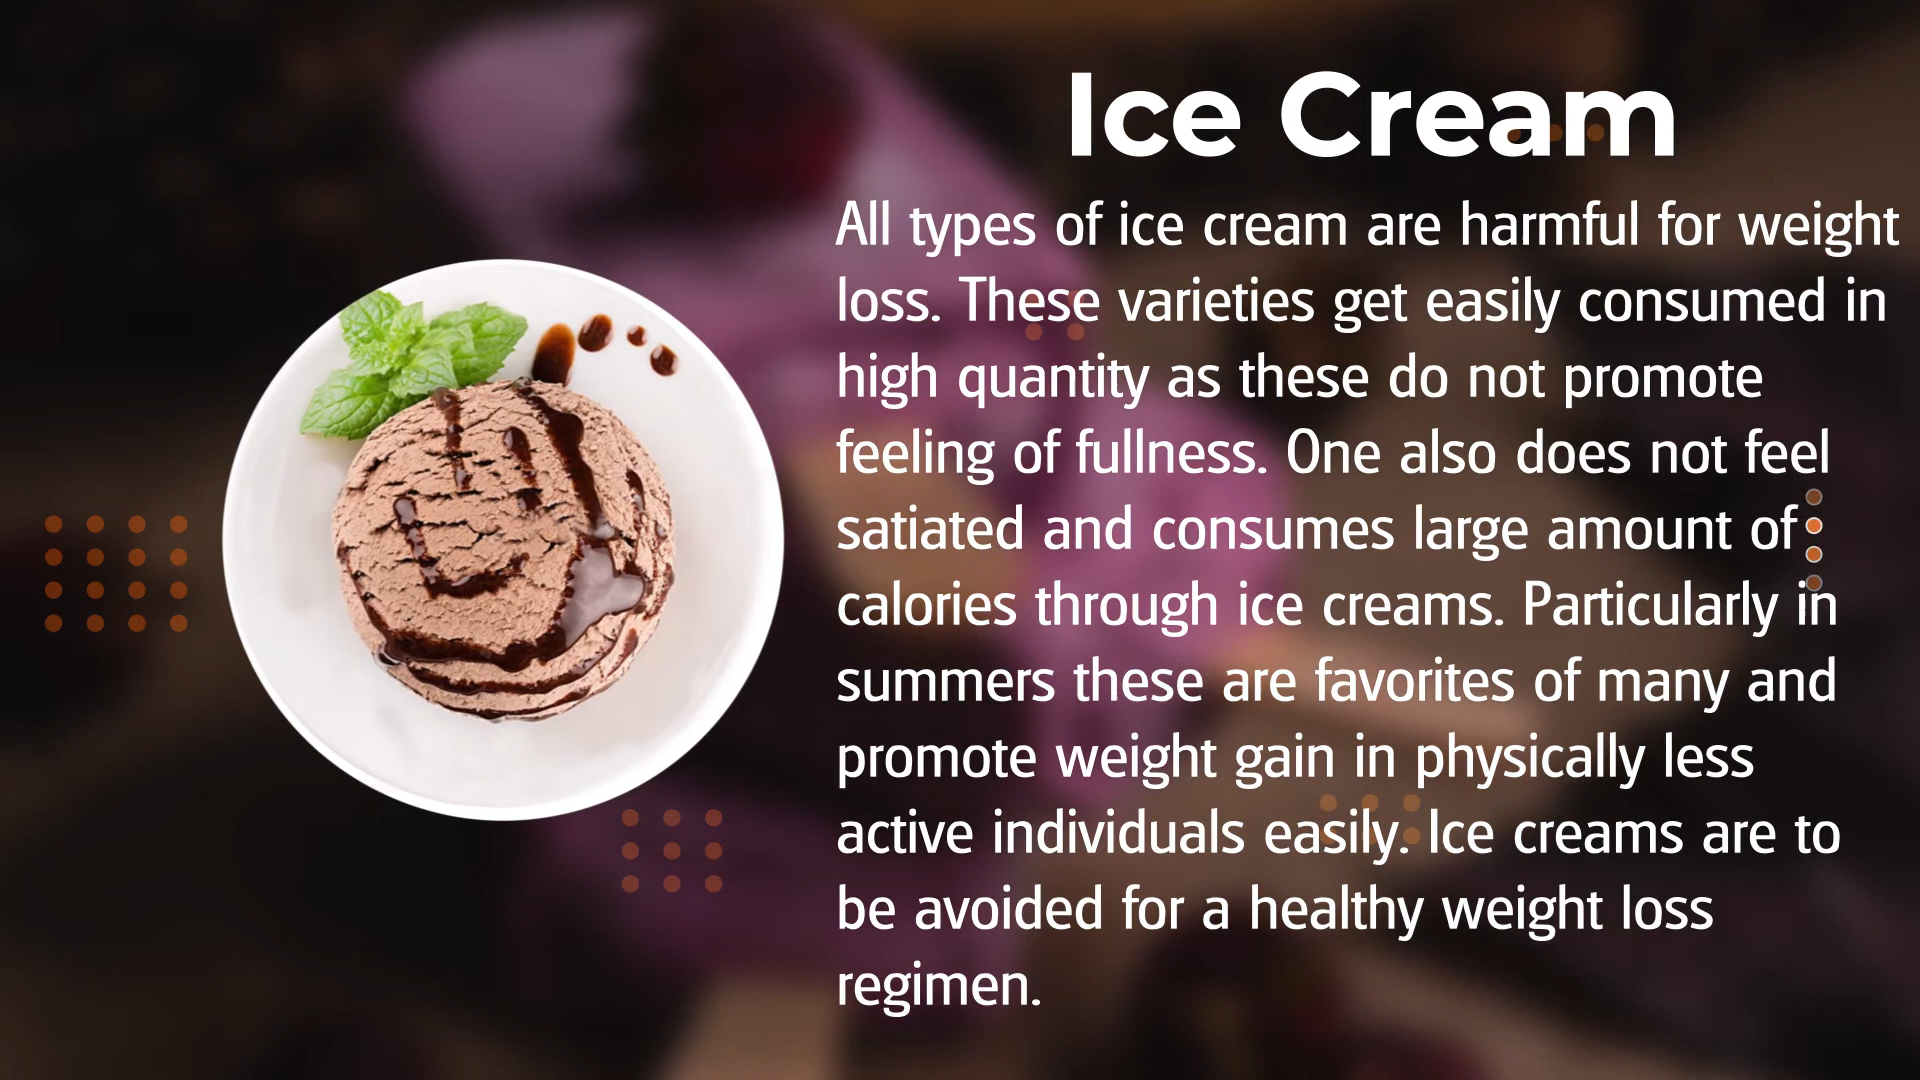 Ice Cream
All types of ice cream are harmful for weight
loss. These varieties get easily consumed in
high quantity as these do not promote
feeling of fullness. One also does not feel
satiated and consumes large amount of
calories through ice creams. Particularly in
summers these are favorites of many and
promote weight gain in physically less
active individuals easily. Ice creams are to
be avoided for a healthy weight loss
regimen.